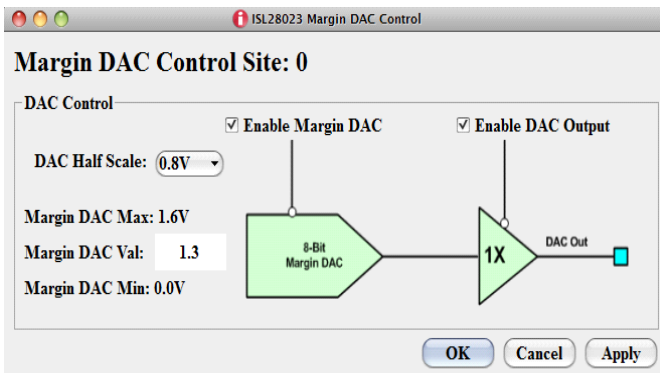 ISL28023 Margin DAC Control
Margin DAC Control Site: 0
DAC Control
Enable Margin DAC
Enable DAC Output
DAC Half Scale: 0.8V
Margin DAC Max: 1.6V
Margin DAC Val: 1.3
Margin DAC Min: 0.0V
8-Bit
Margin DAC
1X
DAC Out
OK Cancel Apply